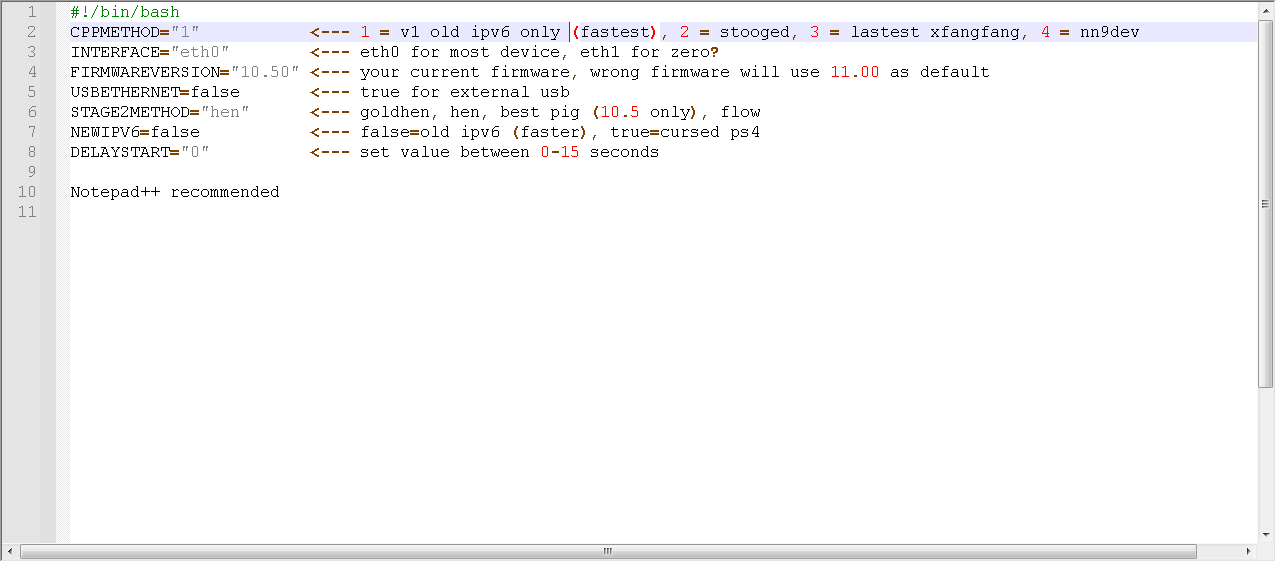 1 #!/bin/bash
2 CPPMETHOD="1" <--- 1 = v1 old ipv6 only (fastest), 2 = stooged, 3 = lastest xfangfang, 4 = nn9dev
3 INTERFACE="eth0" <--- eth0 for most device, eth1 for zero?
4 FIRMWAREVERSION="10.50" <--- your current firmware, wrong firmware will use 11.00 as default
5 USBETHERNET=false <--- true for external usb
6 STAGE2METHOD="hen" <--- goldhen, hen, best pig (10.5 only), flow
7 NEWIPV6=false <--- false=old ipv6 (faster), true=cursed ps4
8 DELAYSTART="0" <--- set value between 0-15 seconds
9
10 Notepad++ recommended
11